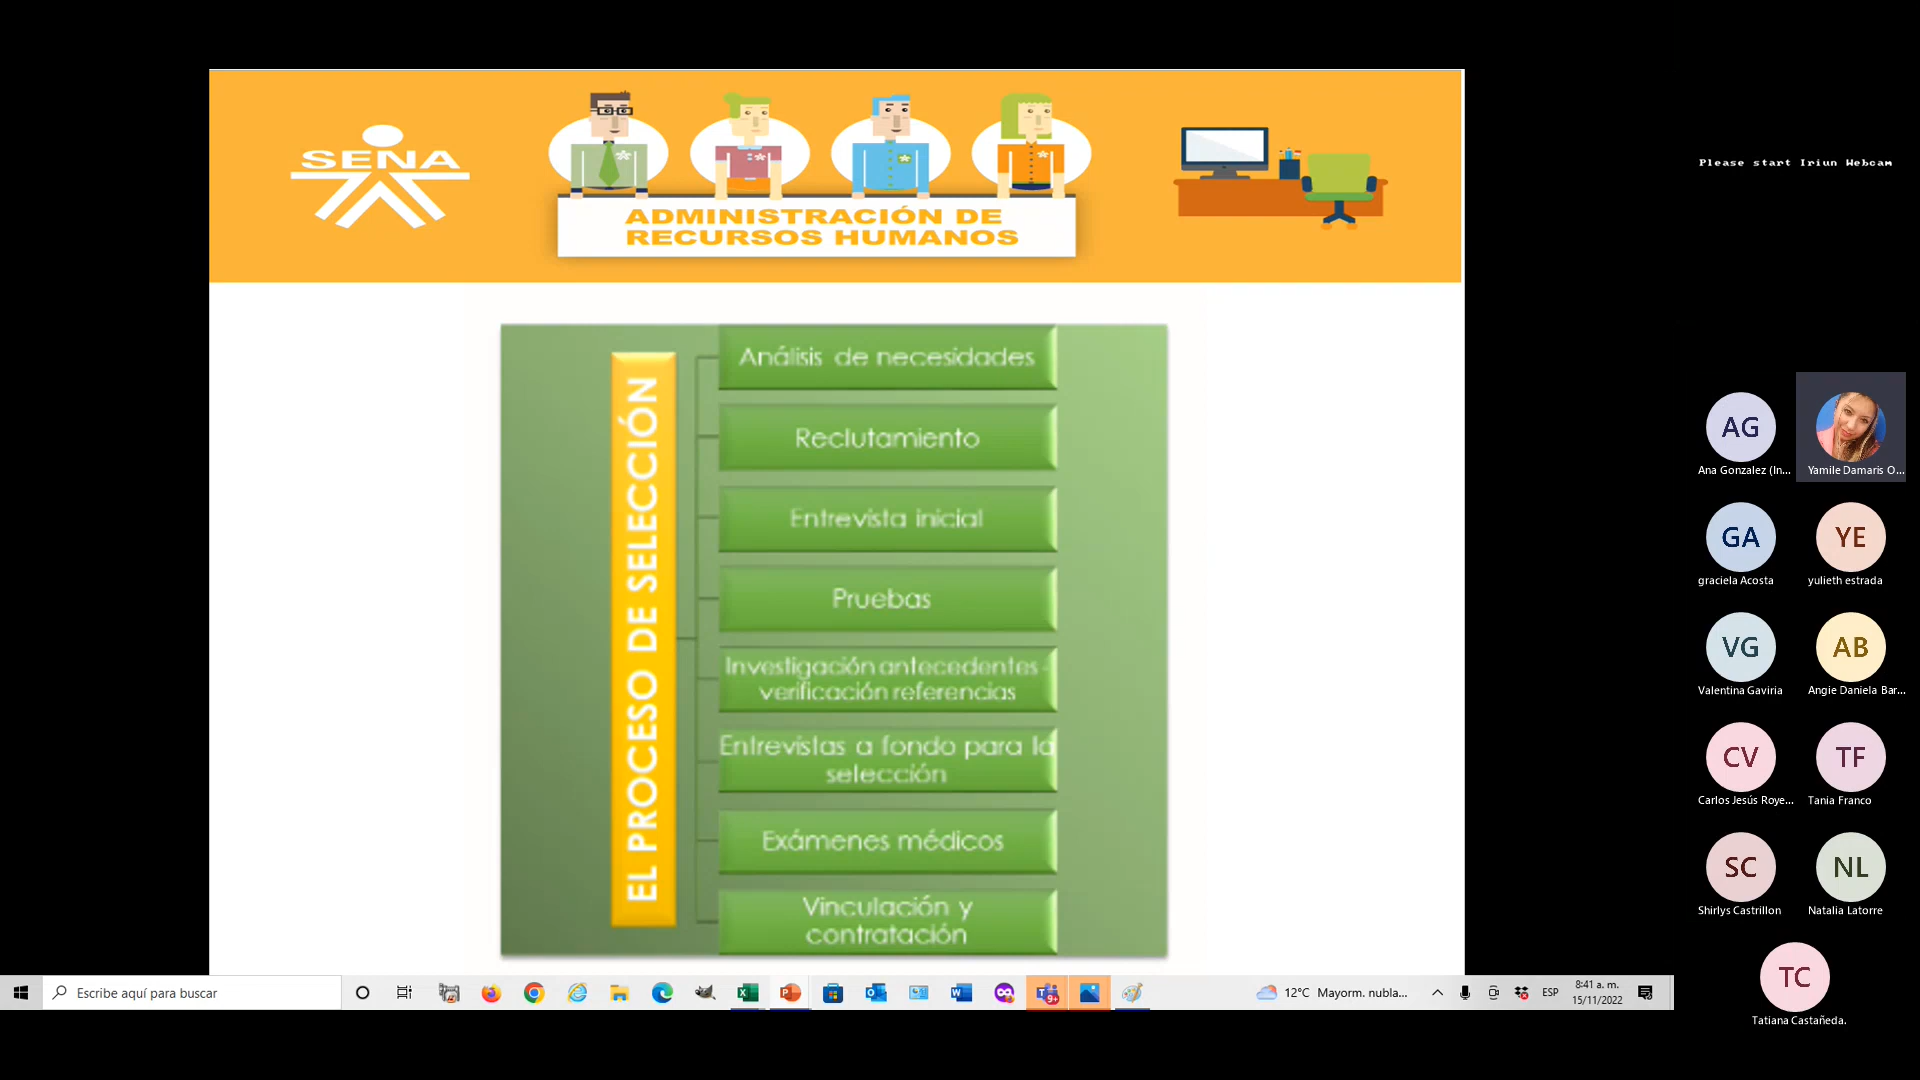 SENA
ADMINISTRACIÓN DE
RECURSOS HUMANOS
EL PROCESO DE SELECCIÓN
Análisis de necesidades
Reclutamiento
Entrevista inicial
Pruebas
Investigación antecedentes -
verificación referencias
Entrevistas a fondo para la
selección
Exámenes médicos
Vinculación y
contratación
Please start Iriun Webcam
AG
Ana Gonzalez (In...
Yamile Damaris O...
GA
graciela Acosta
YE
yulieth estrada
VG
Valentina Gaviria
AB
Angie Daniela Bar...
CV
Carlos Jesús Roye...
TF
Tania Franco
SC
Shirlys Castrillon
NL
Natalia Latorre
TC
Tatiana Castañeda.
Escribe aquí para buscar
9+
12°C Mayorm. nubla...
ESP
8:41 a. m.
15/11/2022